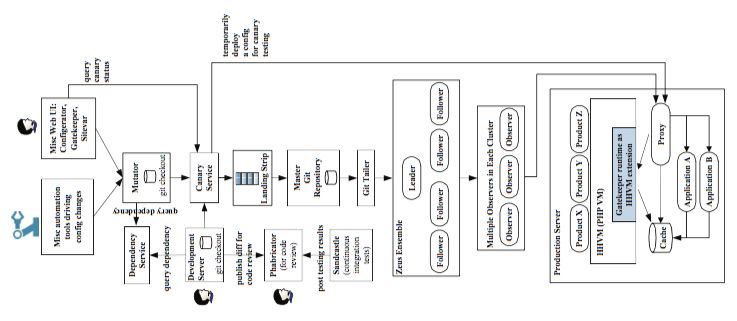 Misc automation
tools driving
config changes
Misc Web UI:
Configerator,
Gatekeeper,
Sitevar
query
canary
status
temporarily
deploy
a config
for canary
testing
Mutator
git checkout
query dependency
Dependency
Service
query dependency
Canary
Service
Development
Server
git checkout
publish diff for
code review
Landing Strip
Phabricator
(for code
review)
post testing results
Master
Git
Repository
Sandcastle
(continuous
integration
tests)
Git Tailer
Zeus Ensemble
Leader
Follower
Follower
Follower
Follower
Multiple Observers in Each Cluster
Observer
Observer
Observer
Production Server
Product X
Product Y
Product Z
HHVM (PHP VM)
Gatekeeper runtime as
HHVM extension
Cache
Proxy
Application A
Application B